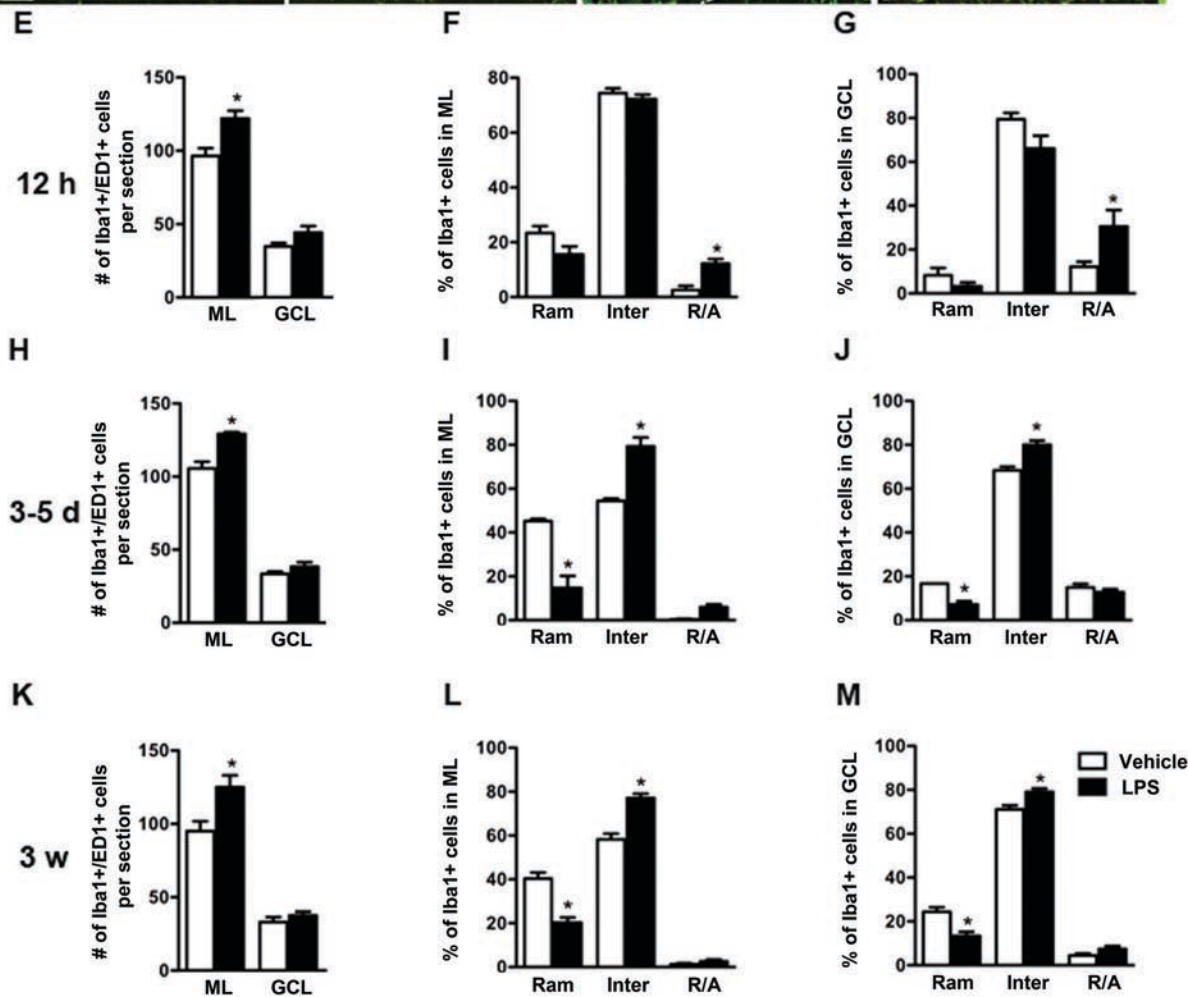 E
F
G
12 h
# of Iba1+/ED1+ cells
per section
150
100
50
0
ML GCL
% of Iba1+ cells in ML
80
60
40
20
0
Ram Inter R/A
% of Iba1+ cells in GCL
100
80
60
40
20
0
Ram Inter R/A
*
*
*
H
I
J
3-5 d
# of Iba1+/ED1+ cells
per section
150
100
50
0
ML GCL
*
% of Iba1+ cells in ML
100
80
60
40
20
0
Ram Inter R/A
*
*
% of Iba1+ cells in GCL
100
80
60
40
20
0
Ram Inter R/A
*
*
K
L
M
3 w
# of Iba1+/ED1+ cells
per section
150
100
50
0
ML GCL
*
% of Iba1+ cells in ML
100
80
60
40
20
0
Ram Inter R/A
*
*
% of Iba1+ cells in GCL
100
80
60
40
20
0
Ram Inter R/A
*
*
Vehicle
LPS